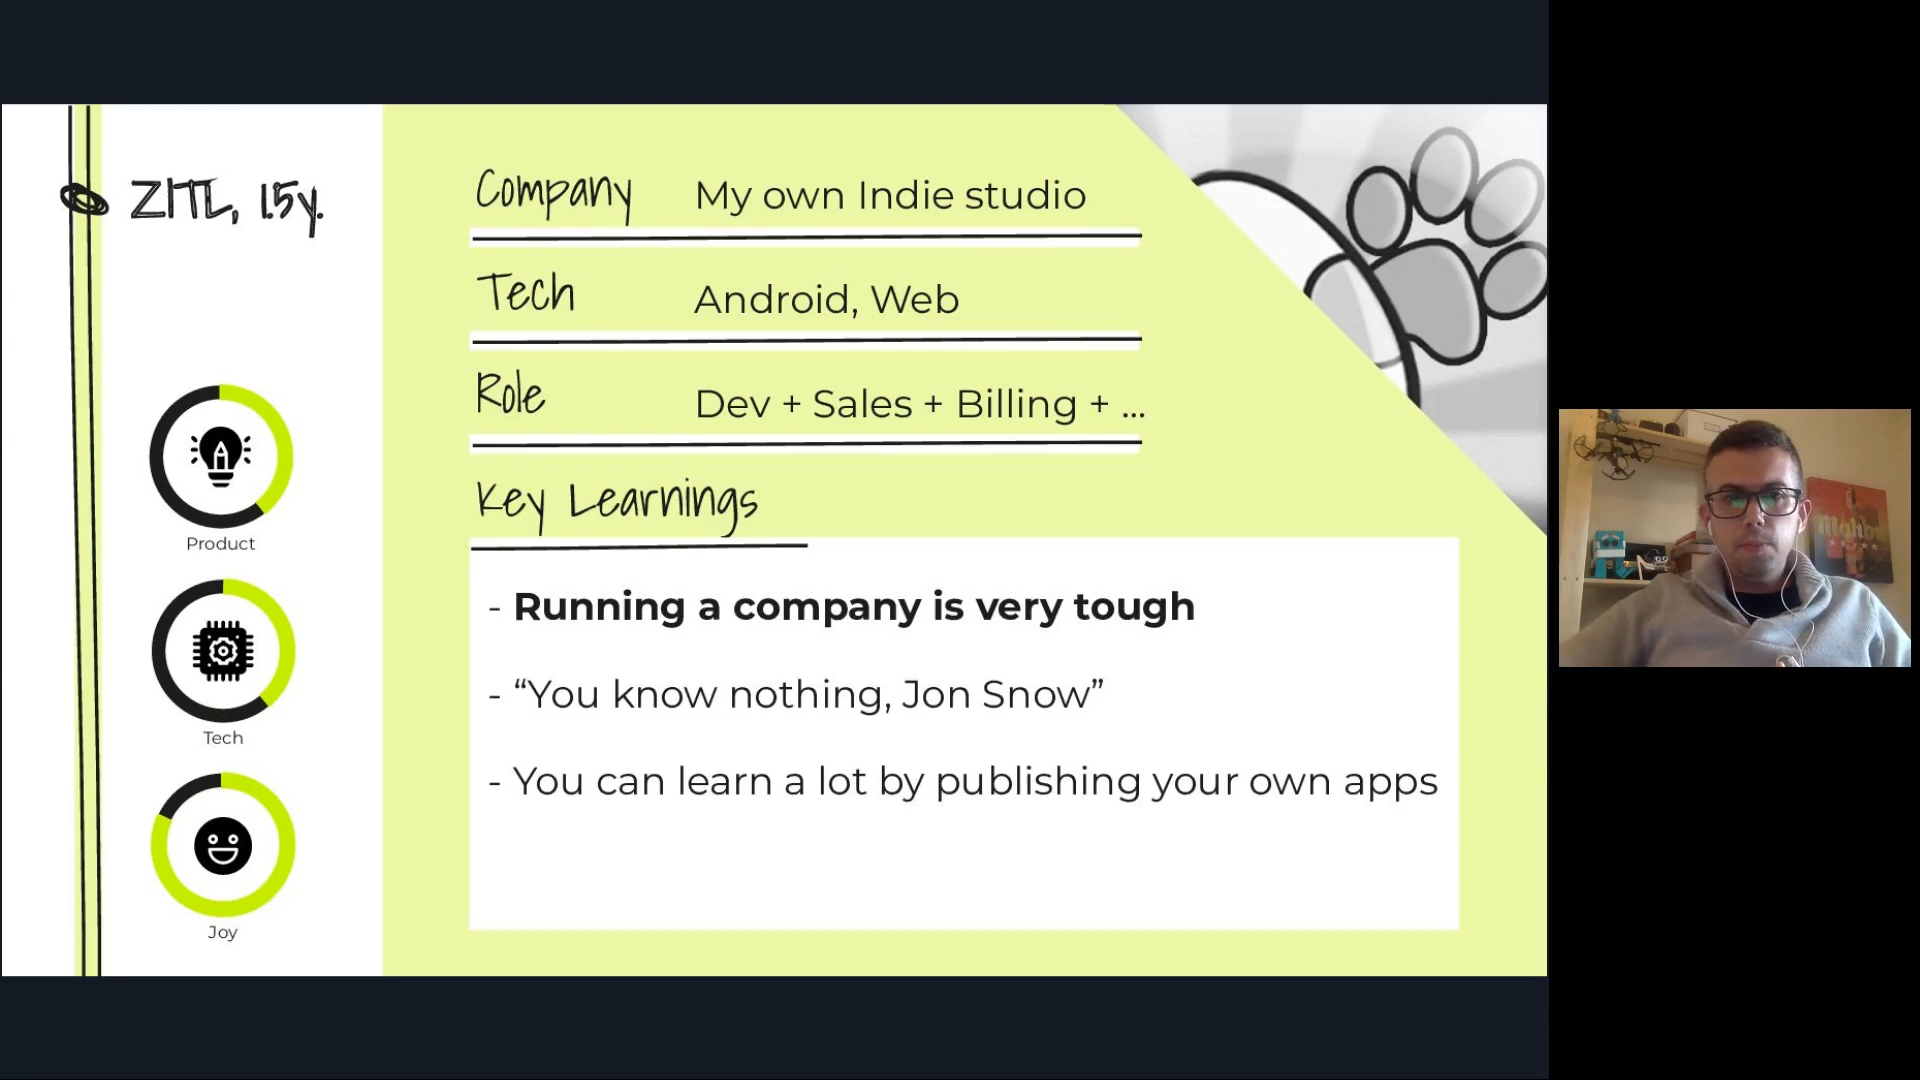 ZITL, 1.5y.
Company
My own Indie studio
Tech
Android, Web
Role
Dev + Sales + Billing + ...
Key Learnings
- Running a company is very tough
- “You know nothing, Jon Snow”
- You can learn a lot by publishing your own apps
Product
Tech
Joy